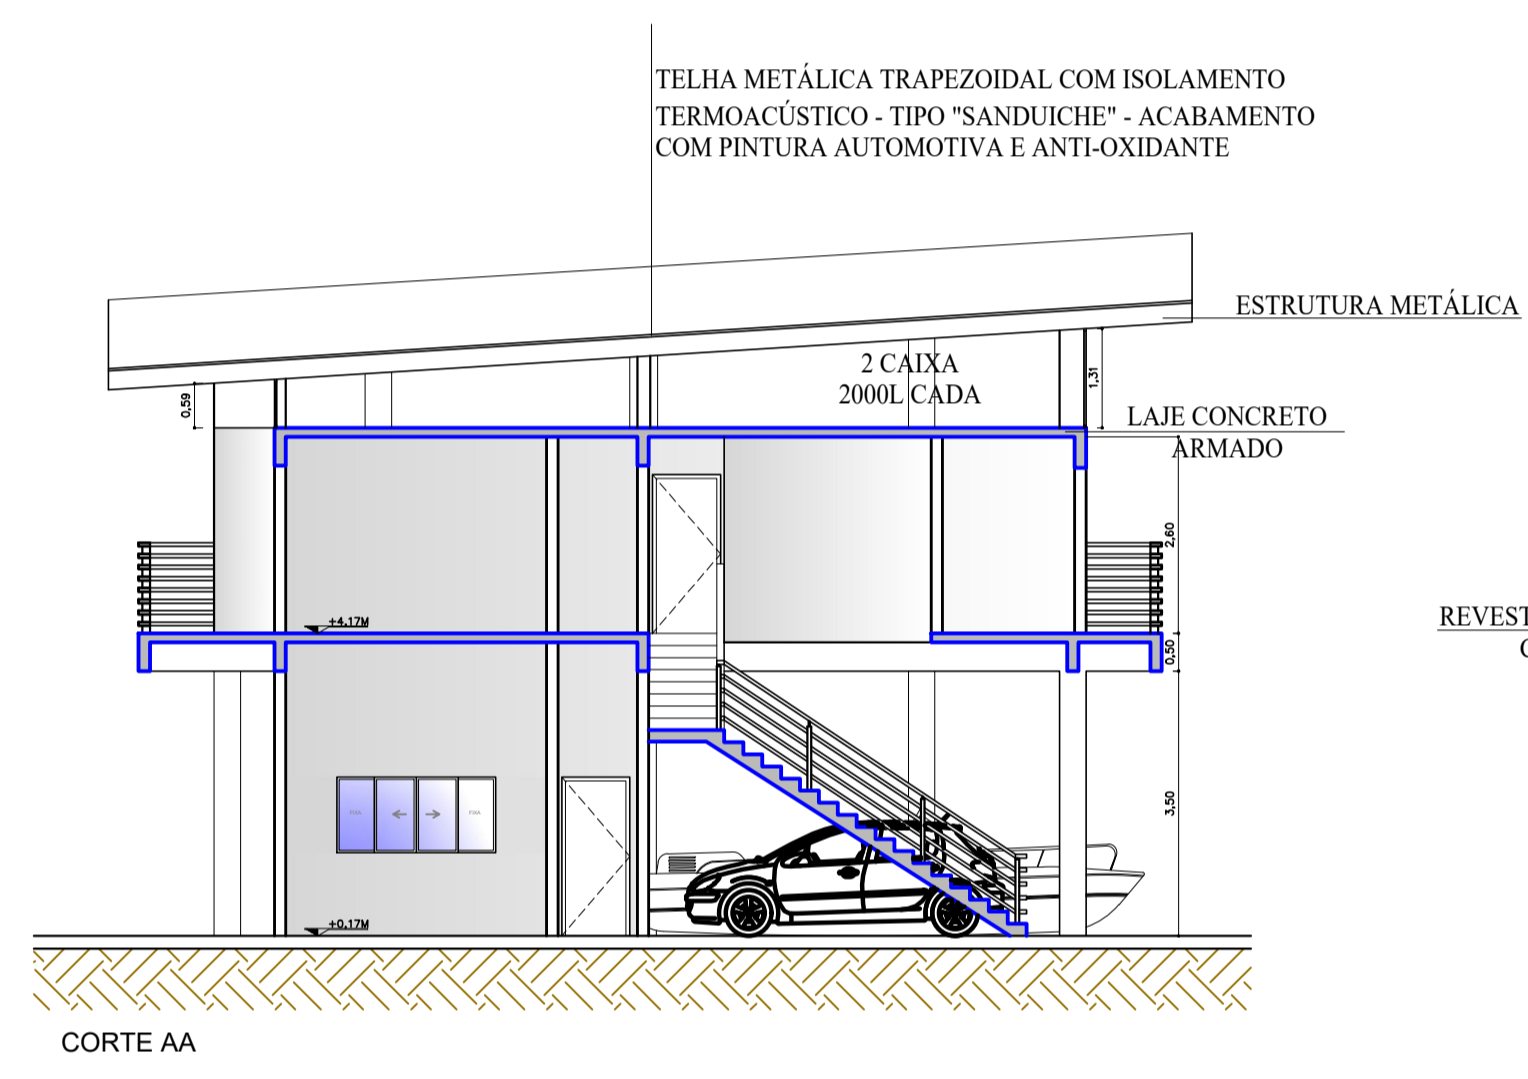 TELHA METÁLICA TRAPEZOIDAL COM ISOLAMENTO
TERMOACÚSTICO - TIPO "SANDUICHE" - ACABAMENTO
COM PINTURA AUTOMOTIVA E ANTI-OXIDANTE
ESTRUTURA METÁLICA
2 CAIXA
2000L CADA
1,31
0,59
LAJE CONCRETO
ARMADO
2,60
+4.17M
REVEST
0,50
3,50
FIXA
FIXA
+0.17M
CORTE AA